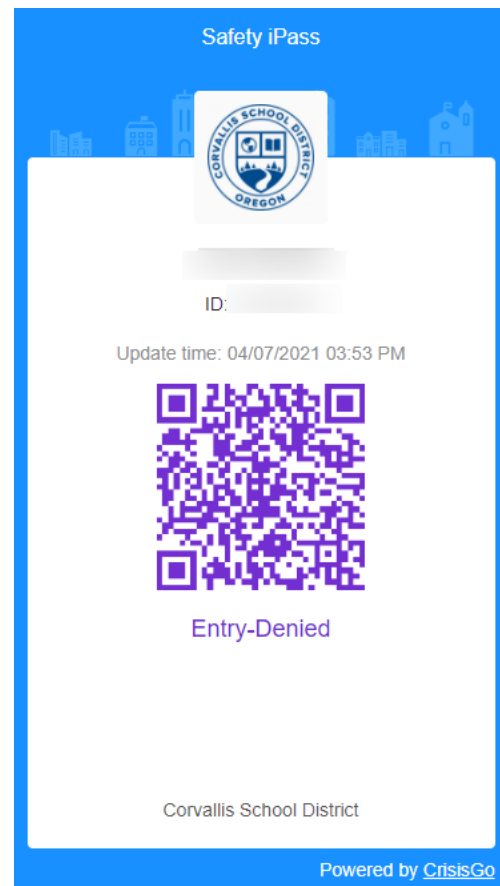 Safety iPass
CORVALLIS SCHOOL DISTRICT
OREGON
ID:
Update time: 04/07/2021 03:53 PM
Entry-Denied
Corvallis School District
Powered by CrisisGo